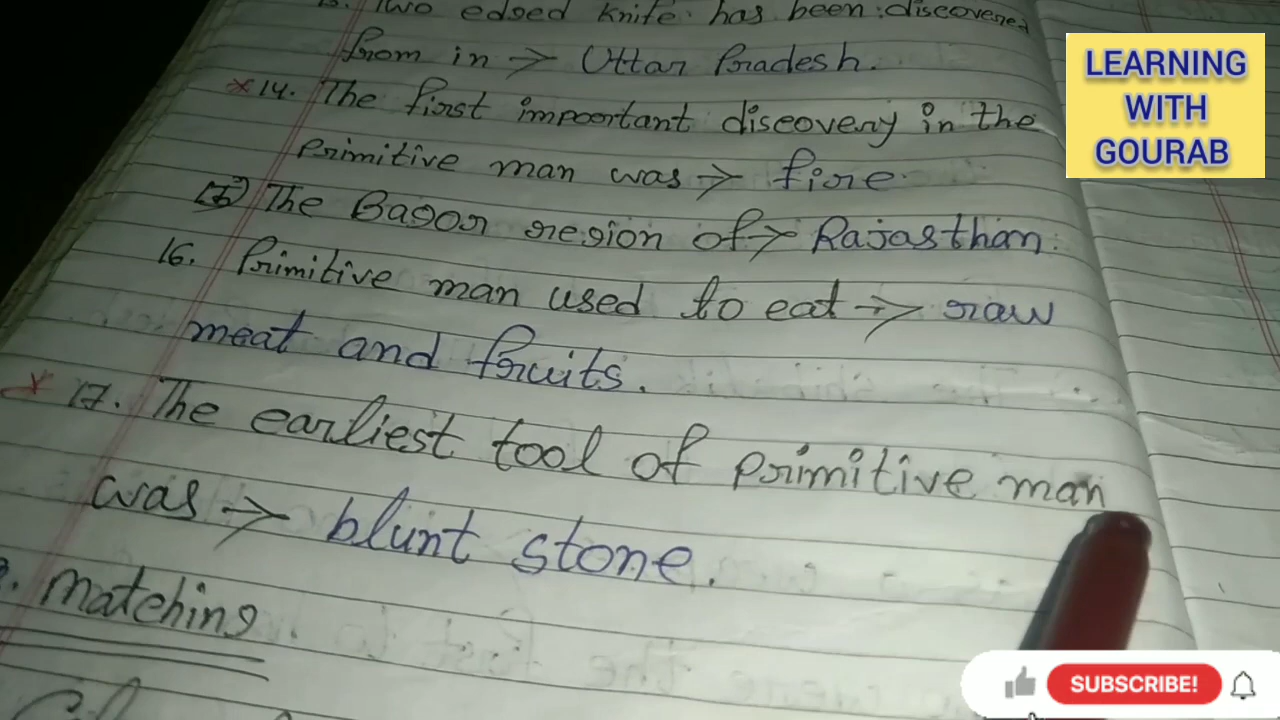 13. Two edged knife has been discovered
from in → Uttar Pradesh.
*14. The first important discovery in the
primitive man was → fire.
The Bagor region of → Rajasthan.
16. Primitive man used to eat → raw
meat and fruits.
* 17. The earliest tool of primitive man
was → blunt stone.
matching
LEARNING
WITH
GOURAB
SUBSCRIBE!